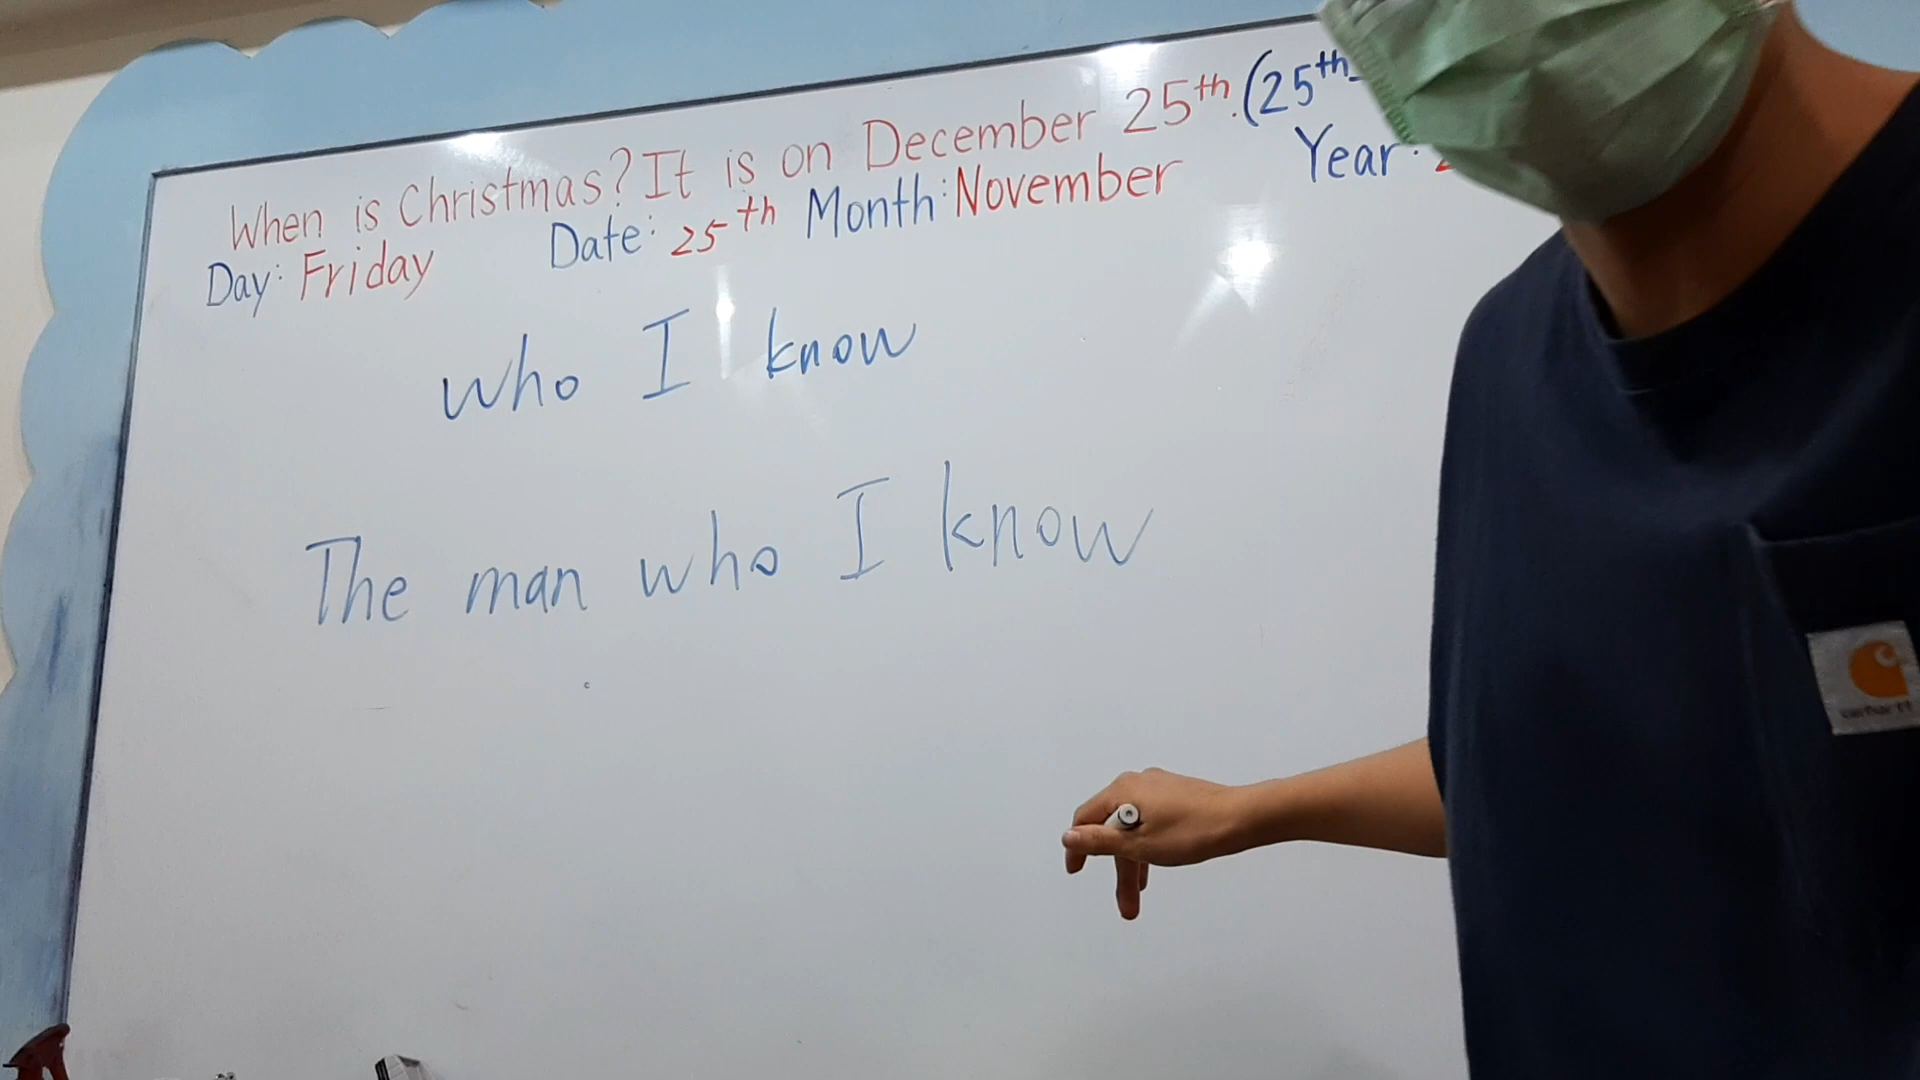 When is Christmas? It is on December 25th. (25th
Day: Friday Date: 25th Month: November Year:
who I know
The man who I know
carhartt